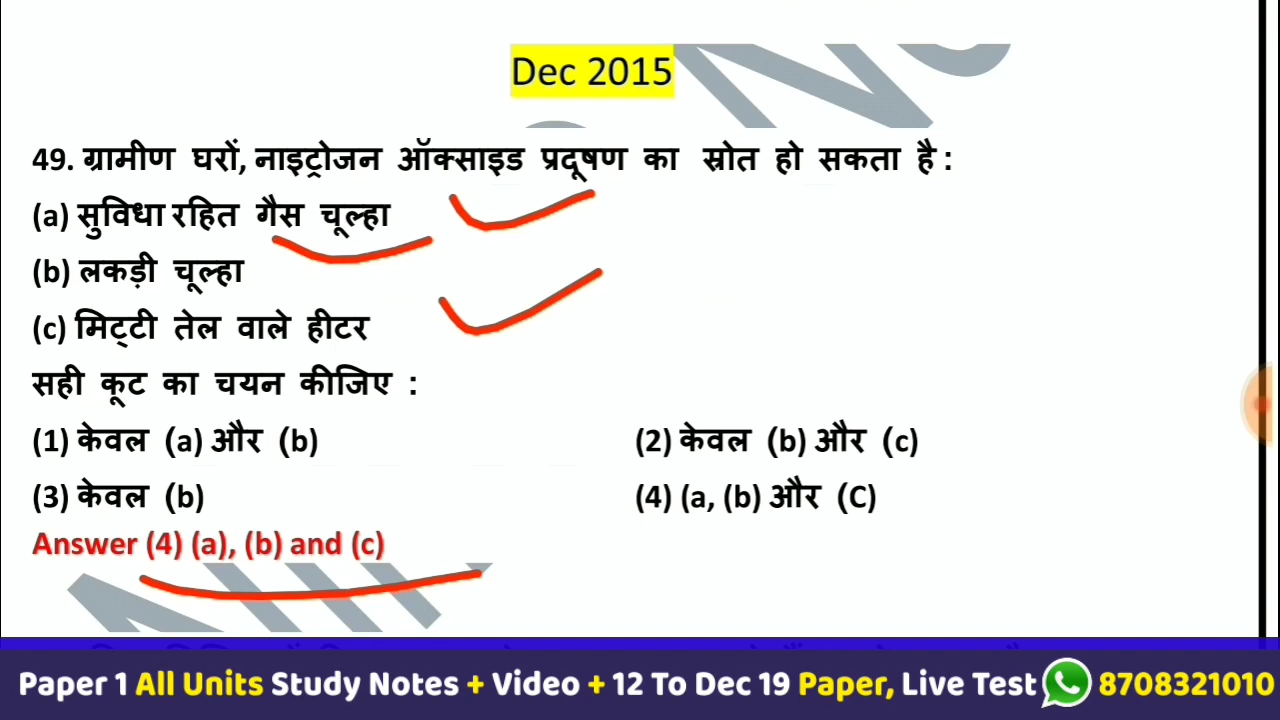 Dec 2015
49. ग्रामीण घरों, नाइट्रोजन ऑक्साइड प्रदूषण का स्रोत हो सकता है :
(a) सुविधा रहित गैस चूल्हा
(b) लकड़ी चूल्हा
(c) मिट्टी तेल वाले हीटर
सही कूट का चयन कीजिए :
(1) केवल (a) और (b) (2) केवल (b) और (c)
(3) केवल (b) (4) (a, (b) और (C)
Answer (4) (a), (b) and (c)
Paper 1 All Units Study Notes + Video + 12 To Dec 19 Paper, Live Test 8708321010